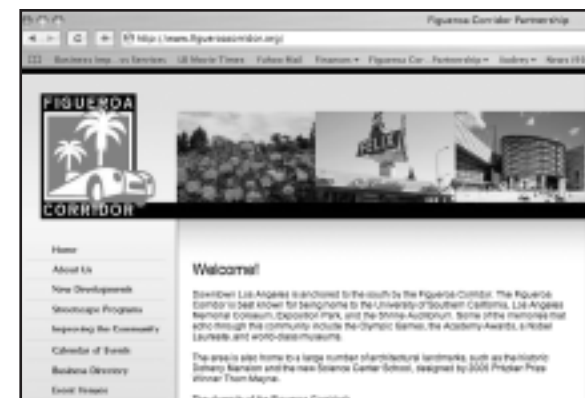 Figueroa Corridor Partnership
http://www.figueroacorridor.org/
Yahoo Mail
FIGUEROA
CORRIDOR
FELIX
Home
About Us
New Developments
Streetscape Programs
Improving the Community
Calendar of Events
Business Directory
Event Venues
Welcome!
Downtown Los Angeles is anchored to the south by the Figueroa Corridor. The Figueroa
Corridor is best known for being home to the University of Southern California, Los Angeles
Memorial Coliseum, Exposition Park, and the Shrine Auditorium. Some of the memories that
echo through this community include the Olympic Games, the Academy Awards, a Nobel
Laureate, and world-class museums.
The area is also home to a large number of architectural landmarks, such as the historic
Doheny Mansion and the new Science Center School, designed by 2005 Pritzker Prize
Winner Thom Mayne.